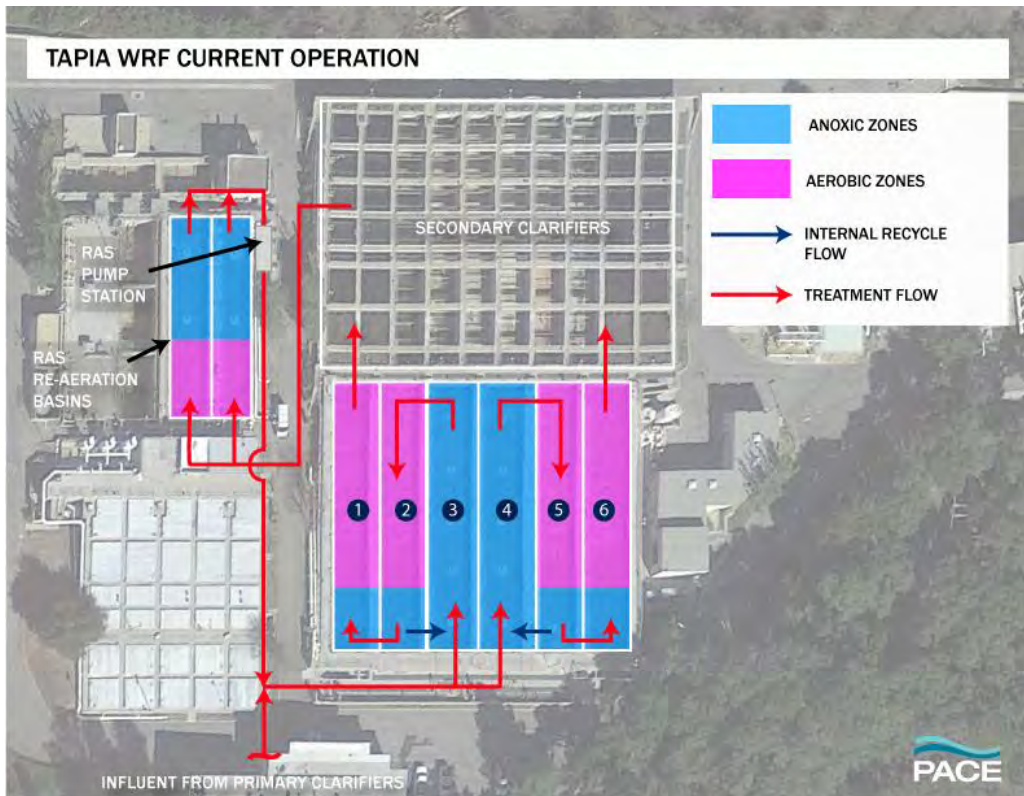 TAPIA WRF CURRENT OPERATION
ANOXIC ZONES
AEROBIC ZONES
INTERNAL RECYCLE
FLOW
TREATMENT FLOW
SECONDARY CLARIFIERS
RAS
PUMP
STATION
RAS
RE-AERATION
BASINS
1
2
3
4
5
6
INFLUENT FROM PRIMARY CLARIFIERS
PACE